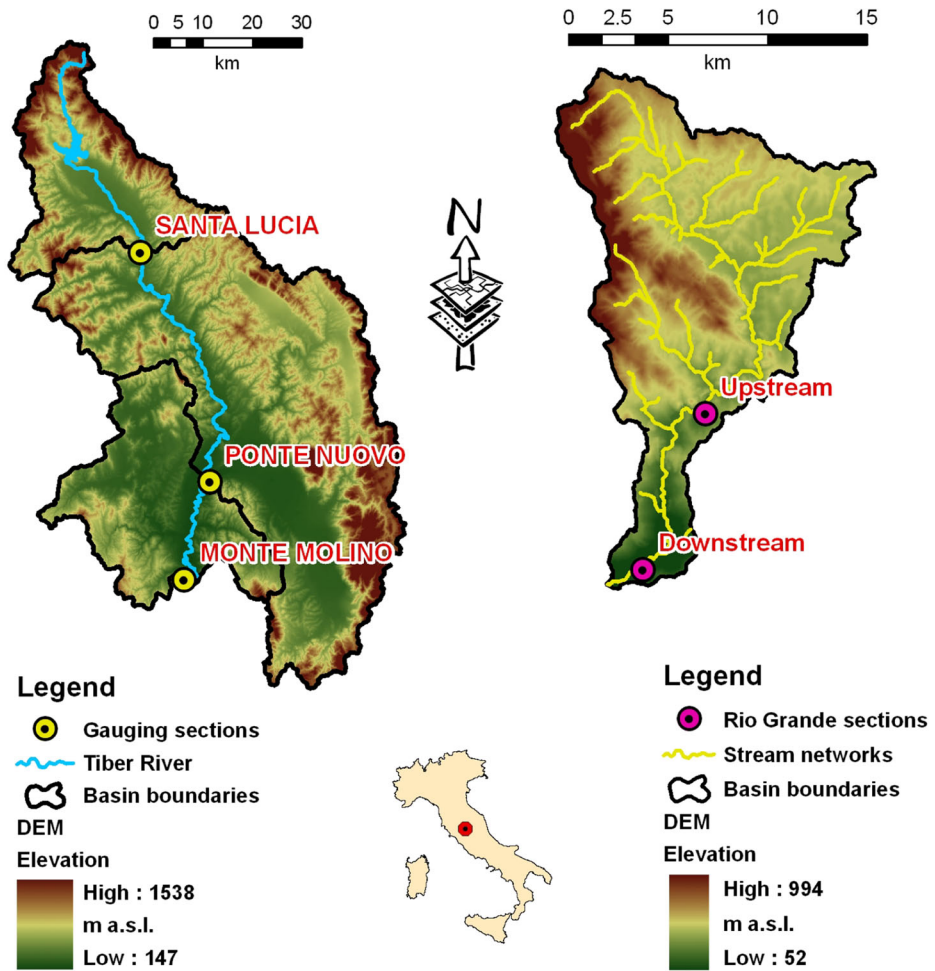 0 5 10 20 30
km
0 2.5 5 10 15
km
N
SANTA LUCIA
PONTE NUOVO
MONTE MOLINO
Upstream
Downstream
Legend
Gauging sections
Tiber River
Basin boundaries
DEM
Elevation
High : 1538
m a.s.l.
Low : 147
Legend
Rio Grande sections
Stream networks
Basin boundaries
DEM
Elevation
High : 994
m a.s.l.
Low : 52